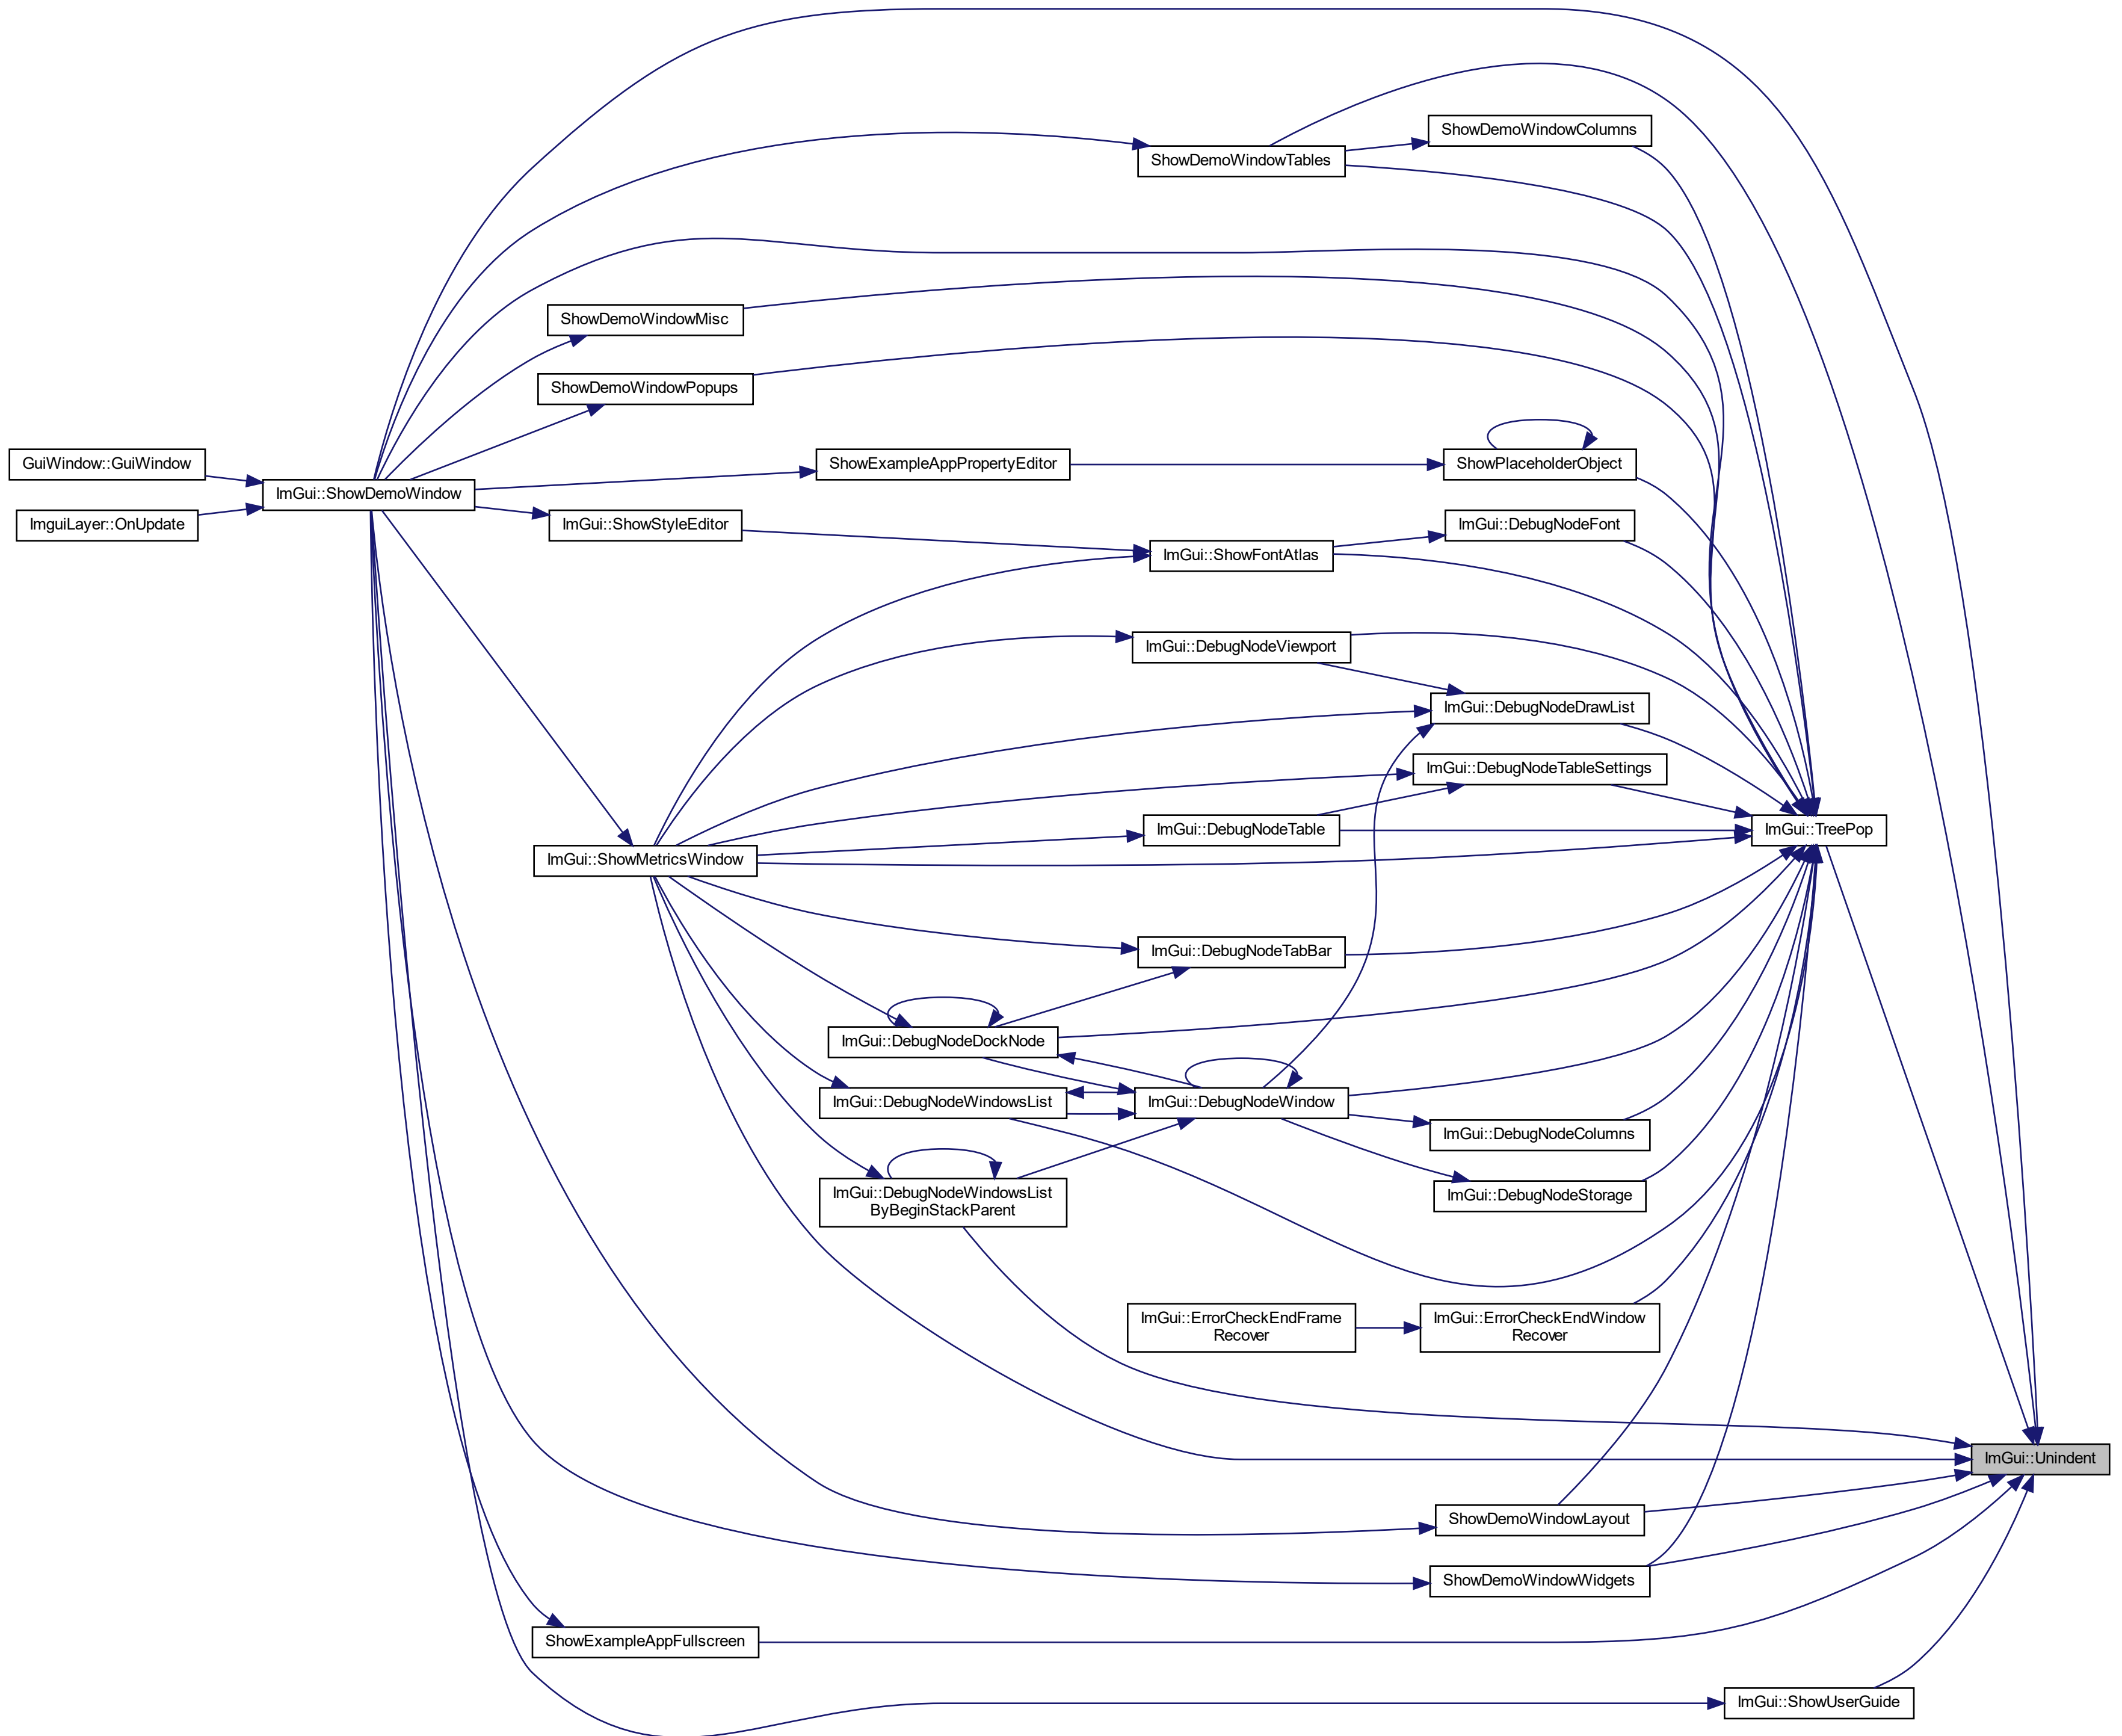 ShowDemoWindowColumns
ShowDemoWindowTables
ShowDemoWindowMisc
ShowDemoWindowPopups
GuiWindow::GuiWindow
ShowExampleAppPropertyEditor
ShowPlaceholderObject
ImGui::ShowDemoWindow
ImguiLayer::OnUpdate
ImGui::ShowStyleEditor
ImGui::DebugNodeFont
ImGui::ShowFontAtlas
ImGui::DebugNodeViewport
ImGui::DebugNodeDrawList
ImGui::DebugNodeTableSettings
ImGui::DebugNodeTable
ImGui::TreePop
ImGui::ShowMetricsWindow
ImGui::DebugNodeTabBar
ImGui::DebugNodeDockNode
ImGui::DebugNodeWindowsList
ImGui::DebugNodeWindow
ImGui::DebugNodeColumns
ImGui::DebugNodeWindowsList
ByBeginStackParent
ImGui::DebugNodeStorage
ImGui::ErrorCheckEndFrame
Recover
ImGui::ErrorCheckEndWindow
Recover
ImGui::Unindent
ShowDemoWindowLayout
ShowDemoWindowWidgets
ShowExampleAppFullscreen
ImGui::ShowUserGuide